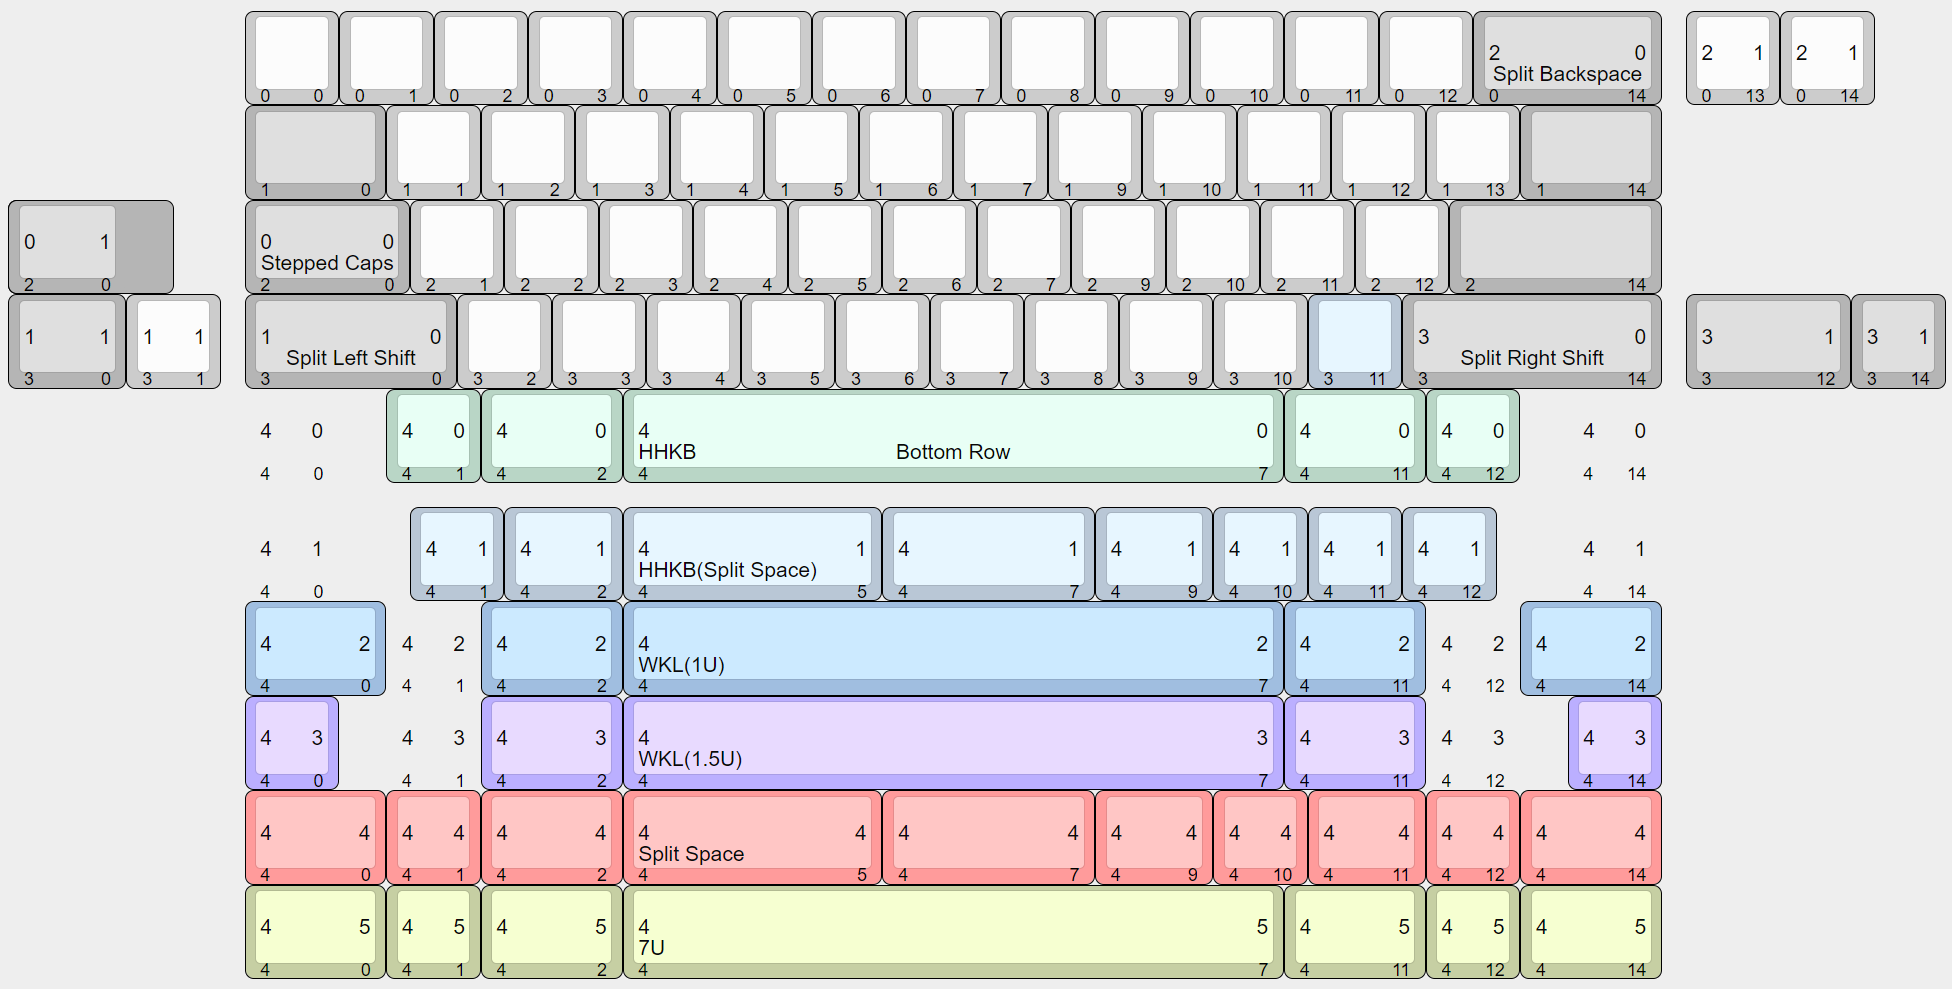 2 0 2 1 2 1
Split Backspace
0 0 0 1 0 2 0 3 0 4 0 5 0 6 0 7 0 8 0 9 0 10 0 11 0 12 0 14 0 13 0 14
1 0 1 1 1 2 1 3 1 4 1 5 1 6 1 7 1 9 1 10 1 11 1 12 1 13 1 14
0 1 0 0
Stepped Caps
2 0 2 0 2 1 2 2 2 3 2 4 2 5 2 6 2 7 2 9 2 10 2 11 2 12 2 14
1 1 1 1 1 0 3 0 3 1 3 1
Split Left Shift Split Right Shift
3 0 3 1 3 0 3 2 3 3 3 4 3 5 3 6 3 7 3 8 3 9 3 10 3 11 3 14 3 12 3 14
4 0 4 0 4 0 4 0 4 0 4 0 4 0
HHKB Bottom Row
4 0 4 1 4 2 4 7 4 11 4 12 4 14
4 1 4 1 4 1 4 1 4 1 4 1 4 1 4 1 4 1 4 1
HHKB(Split Space)
4 0 4 1 4 2 4 5 4 7 4 9 4 10 4 11 4 12 4 14
4 2 4 2 4 2 4 2 4 2 4 2 4 2
WKL(1U)
4 0 4 1 4 2 4 7 4 11 4 12 4 14
4 3 4 3 4 3 4 3 4 3 4 3 4 3
WKL(1.5U)
4 0 4 1 4 2 4 7 4 11 4 12 4 14
4 4 4 4 4 4 4 4 4 4 4 4 4 4 4 4 4 4 4 4
Split Space
4 0 4 1 4 2 4 5 4 7 4 9 4 10 4 11 4 12 4 14
4 5 4 5 4 5 4 5 4 5 4 5 4 5
7U
4 0 4 1 4 2 4 7 4 11 4 12 4 14